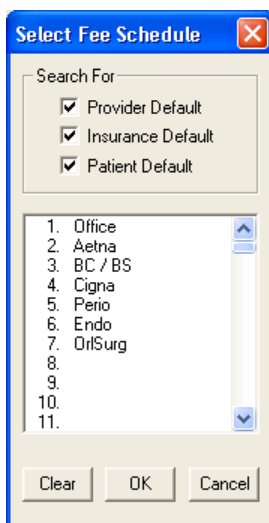 Select Fee Schedule
Search For
Provider Default
Insurance Default
Patient Default
1. Office
2. Aetna
3. BC / BS
4. Cigna
5. Perio
6. Endo
7. OrlSurg
8.
9.
10.
11.
Clear OK Cancel